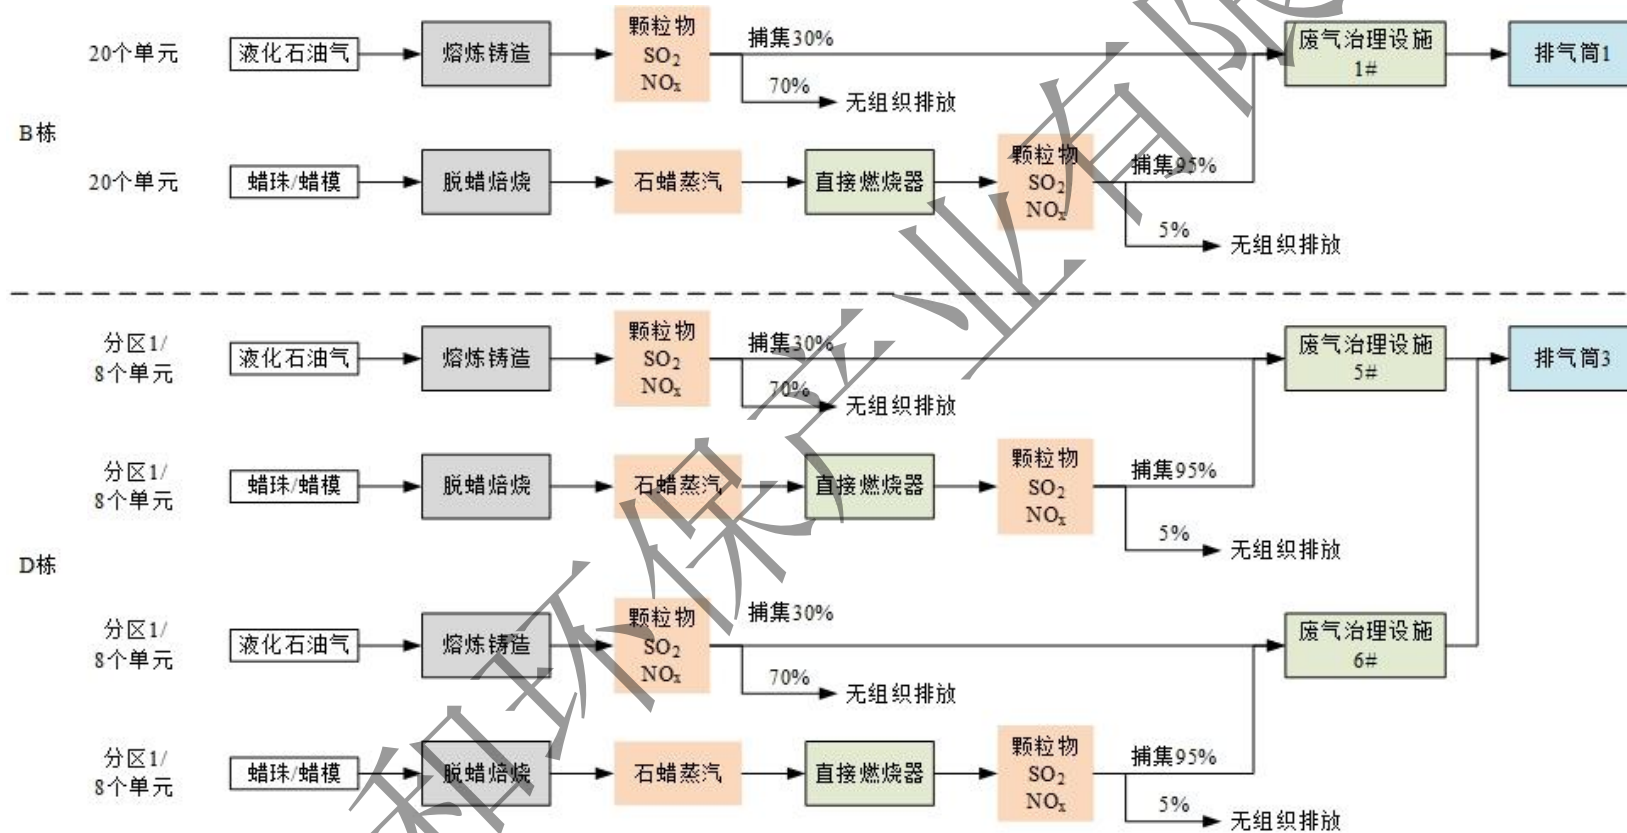 20个单元
液化石油气
熔炼铸造
颗粒物
SO₂
NOₓ
捕集30%
70%
无组织排放
废气治理设施
1#
排气筒1
B栋
20个单元
蜡珠/蜡模
脱蜡焙烧
石蜡蒸汽
直接燃烧器
颗粒物
SO₂
NOₓ
捕集95%
5%
无组织排放
分区1/
8个单元
液化石油气
熔炼铸造
颗粒物
SO₂
NOₓ
捕集30%
70%
无组织排放
废气治理设施
5#
排气筒3
分区1/
8个单元
蜡珠/蜡模
脱蜡焙烧
石蜡蒸汽
直接燃烧器
颗粒物
SO₂
NOₓ
捕集95%
5%
无组织排放
D栋
分区1/
8个单元
液化石油气
熔炼铸造
颗粒物
SO₂
NOₓ
捕集30%
70%
无组织排放
废气治理设施
6#
分区1/
8个单元
蜡珠/蜡模
脱蜡焙烧
石蜡蒸汽
直接燃烧器
颗粒物
SO₂
NOₓ
捕集95%
5%
无组织排放
和环保产业有限